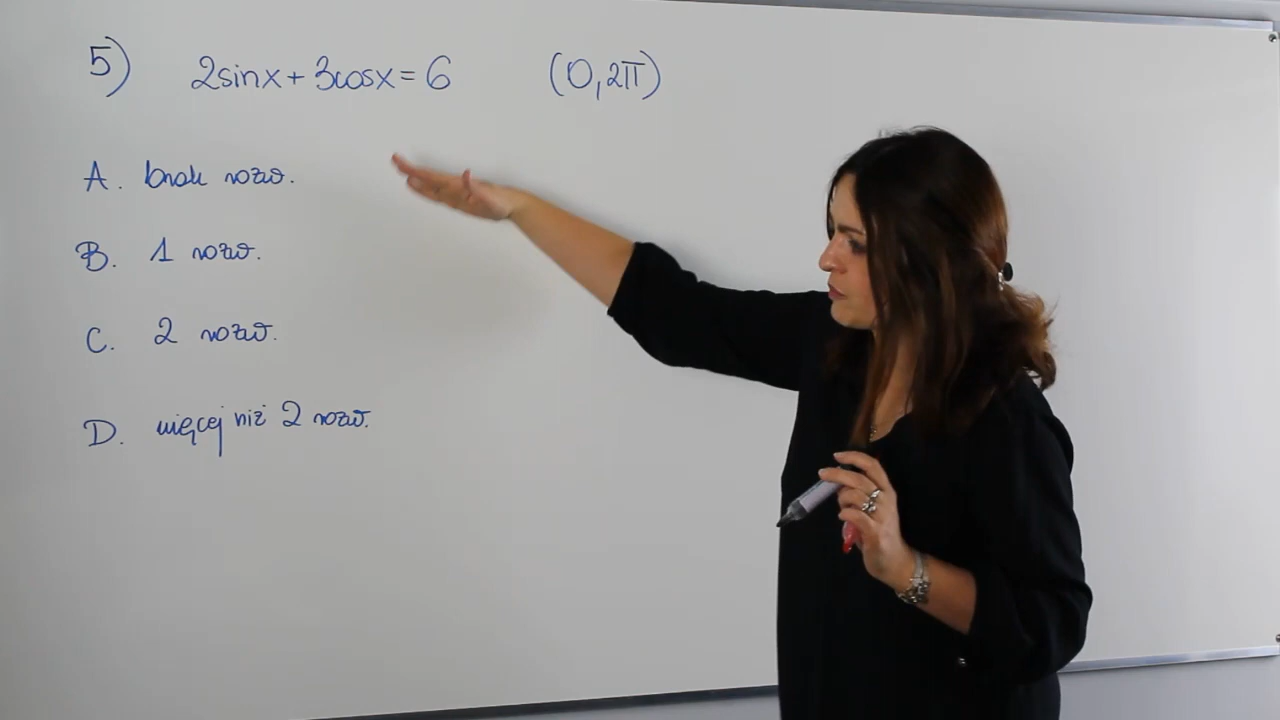 5) 2sinx + 3cosx = 6 (0, 2π)
A. brak rozw.
B. 1 rozw.
C. 2 rozw.
D. więcej niż 2 rozw.